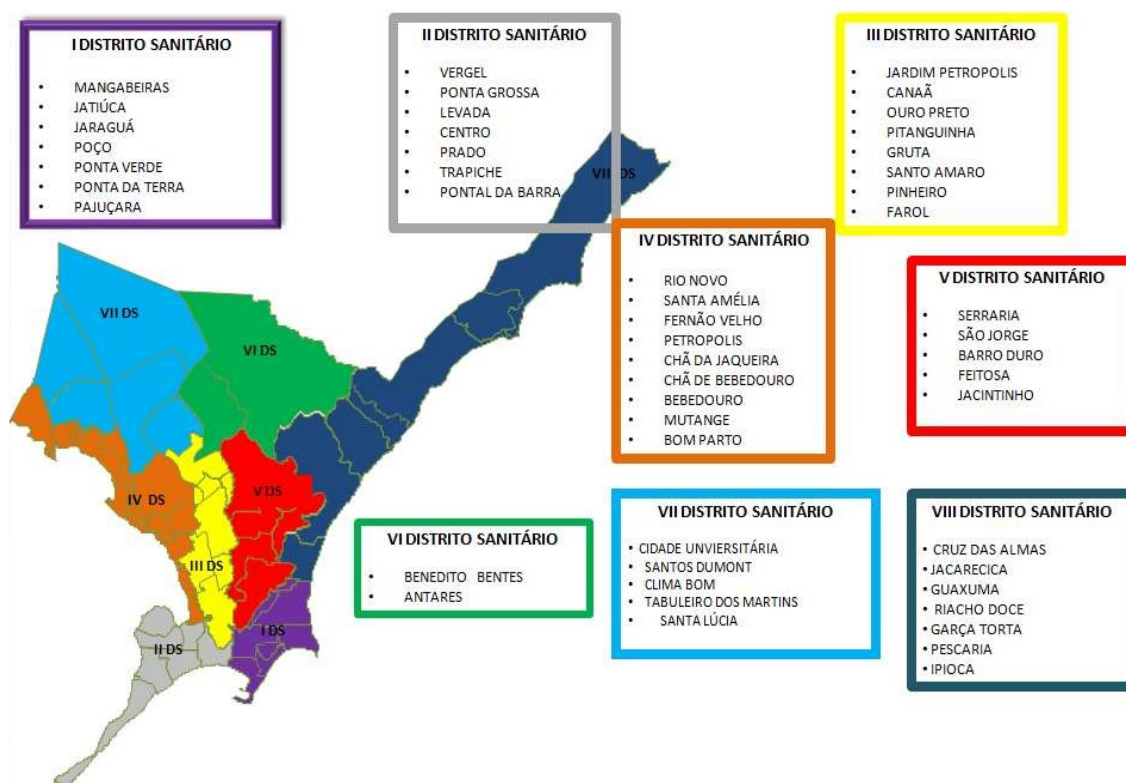 I DISTRITO SANITÁRIO
• MANGABEIRAS
• JATIÚCA
• JARAGUÁ
• POÇO
• PONTA VERDE
• PONTA DA TERRA
• PAJUÇARA
II DISTRITO SANITÁRIO
• VERGEL
• PONTA GROSSA
• LEVADA
• CENTRO
• PRADO
• TRAPICHE
• PONTAL DA BARRA
III DISTRITO SANITÁRIO
• JARDIM PETROPOLIS
• CANAÃ
• OURO PRETO
• PITANGUINHA
• GRUTA
• SANTO AMARO
• PINHEIRO
• FAROL
IV DISTRITO SANITÁRIO
• RIO NOVO
• SANTA AMÉLIA
• FERNÃO VELHO
• PETROPOLIS
• CHÃ DA JAQUEIRA
• CHÃ DE BEBEDOURO
• BEBEDOURO
• MUTANGE
• BOM PARTO
V DISTRITO SANITÁRIO
• SERRARIA
• SÃO JORGE
• BARRO DURO
• FEITOSA
• JACINTINHO
VI DISTRITO SANITÁRIO
• BENEDITO BENTES
• ANTARES
VII DISTRITO SANITÁRIO
• CIDADE UNVIERSITÁRIA
• SANTOS DUMONT
• CLIMA BOM
• TABULEIRO DOS MARTINS
• SANTA LÚCIA
VIII DISTRITO SANITÁRIO
• CRUZ DAS ALMAS
• JACARECICA
• GUAXUMA
• RIACHO DOCE
• GARÇA TORTA
• PESCARIA
• IPIOCA
VII DS
VI DS
IV DS
V DS
III DS
I DS
II DS